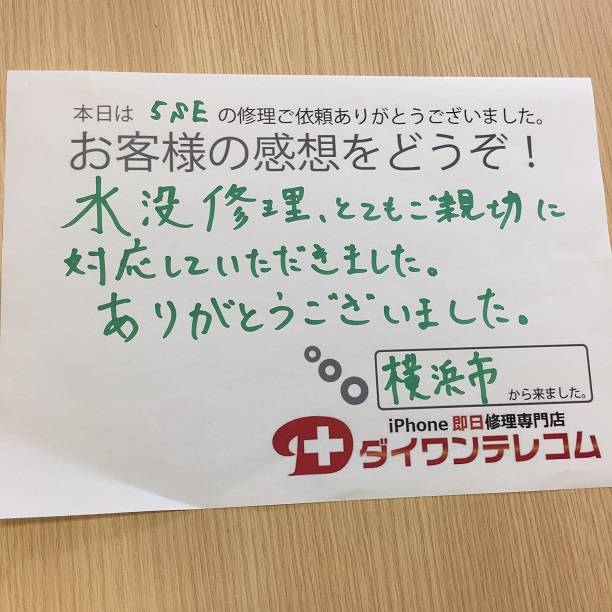 本日は 5SE の修理ご依頼ありがとうございました。
お客様の感想をどうぞ！
水没修理、とてもご親切に
対応していただきました。
ありがとうございました。
横浜市 から来ました。
iPhone 即日修理専門店
ダイワンテレコム